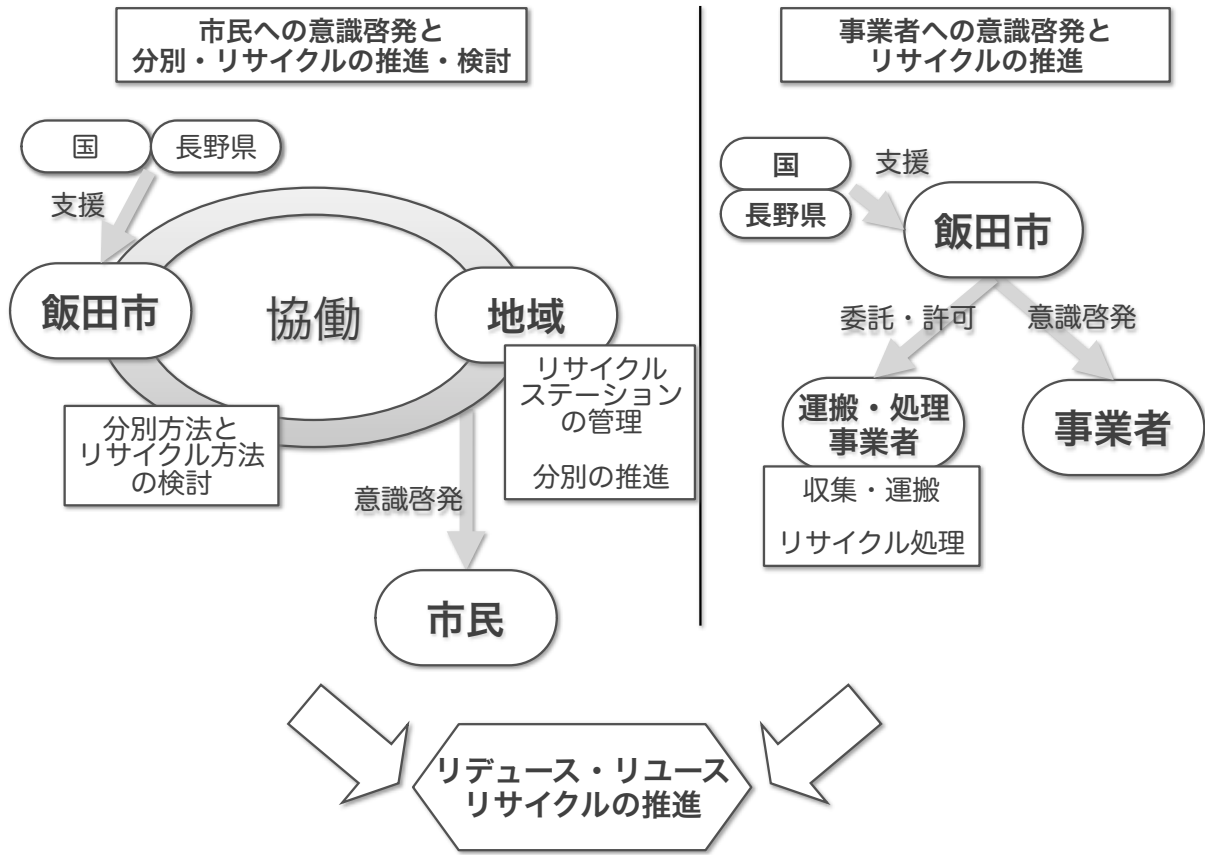 市民への意識啓発と
分別・リサイクルの推進・検討
国
長野県
支援
飯田市
協働
地域
リサイクル
ステーション
の管理
分別の推進
分別方法と
リサイクル方法
の検討
意識啓発
市民
事業者への意識啓発と
リサイクルの推進
国
長野県
支援
飯田市
委託・許可
意識啓発
運搬・処理
事業者
収集・運搬
リサイクル処理
事業者
リデュース・リユース
リサイクルの推進